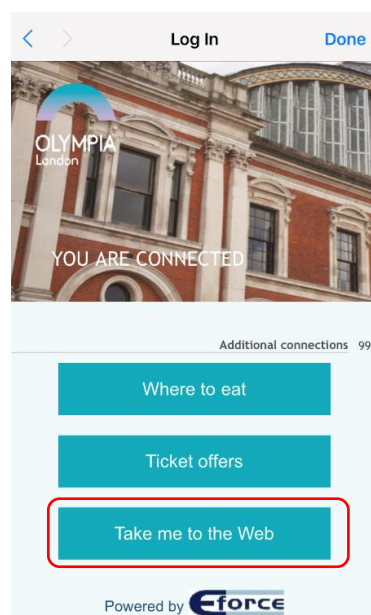 Log In
Done
OLYMPIA
London
YOU ARE CONNECTED
Additional connections 99
Where to eat
Ticket offers
Take me to the Web
Powered by Eforce